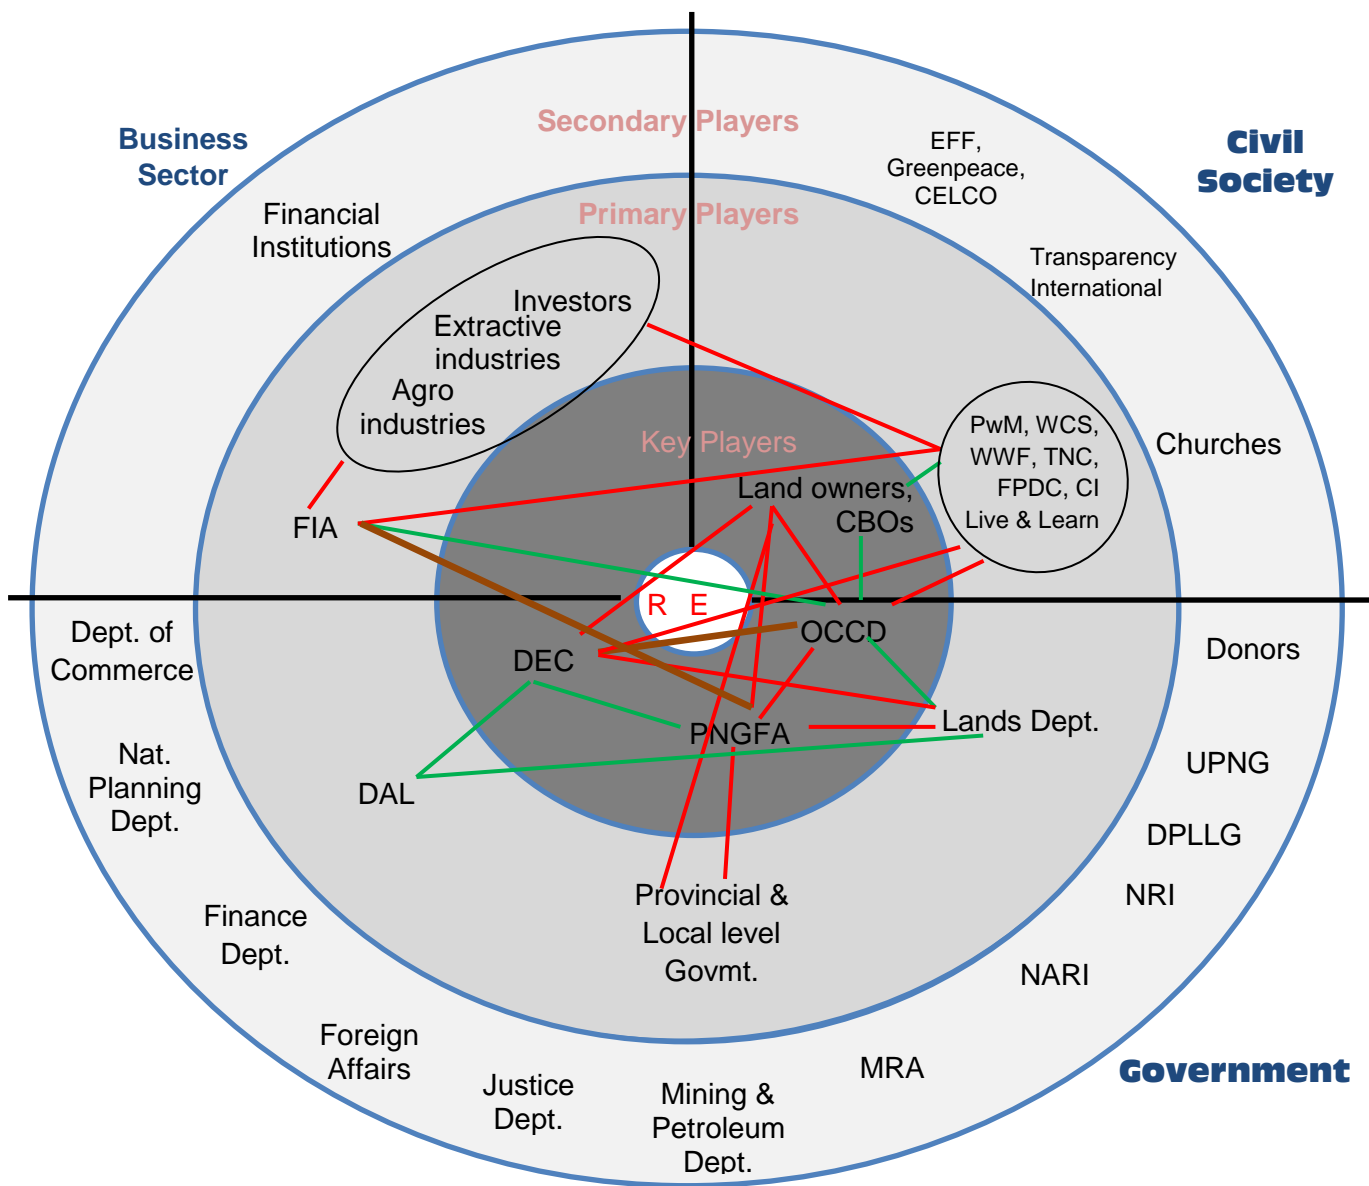 Secondary Players
Business
Sector
EFF,
Greenpeace,
CELCO
Civil
Society
Financial
Institutions
Primary Players
Transparency
International
Investors
Extractive
industries
Agro
industries
Key Players
PwM, WCS,
WWF, TNC,
FPDC, CI
Live & Learn
Churches
Land owners,
CBOs
FIA
R E
Dept. of
Commerce
DEC
OCCD
Donors
PNGFA
Lands Dept.
Nat.
Planning
Dept.
DAL
UPNG
DPLLG
Provincial &
Local level
Govmt.
NRI
Finance
Dept.
NARI
Foreign
Affairs
Justice
Dept.
Mining &
Petroleum
Dept.
MRA
Government